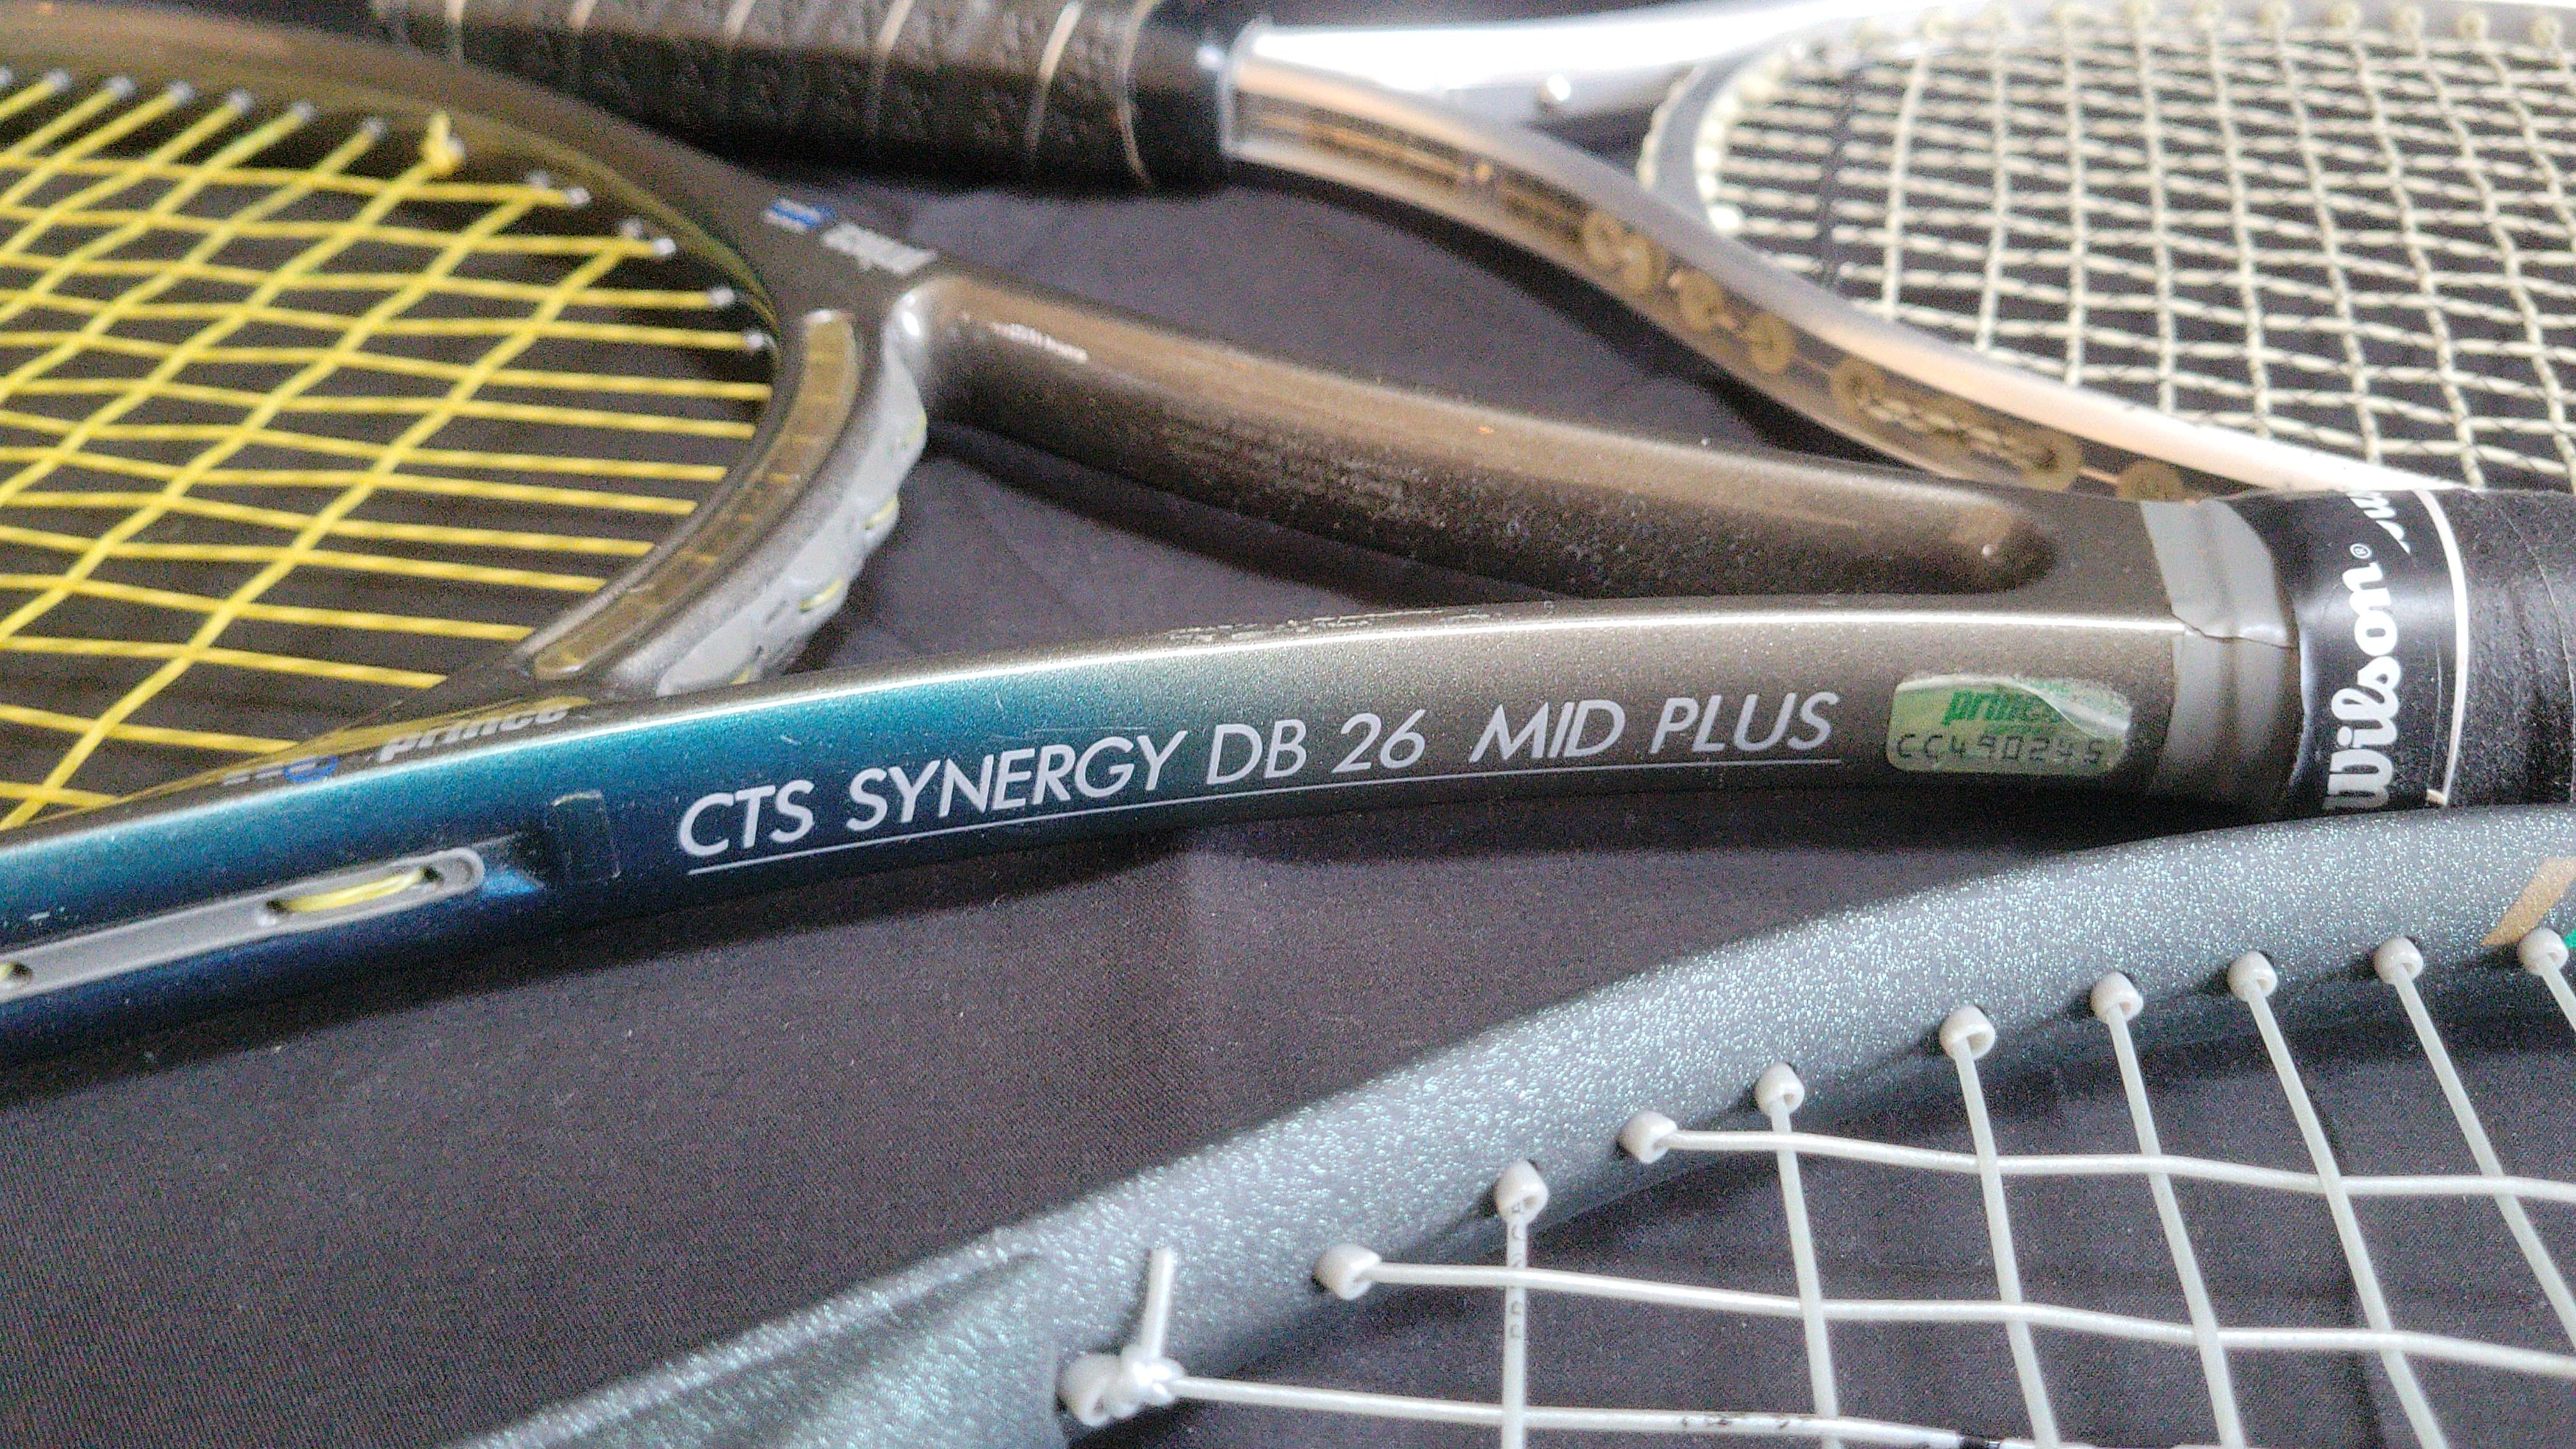 prince
CTS SYNERGY DB 26 MID PLUS
prince
CC490245
Wilson®